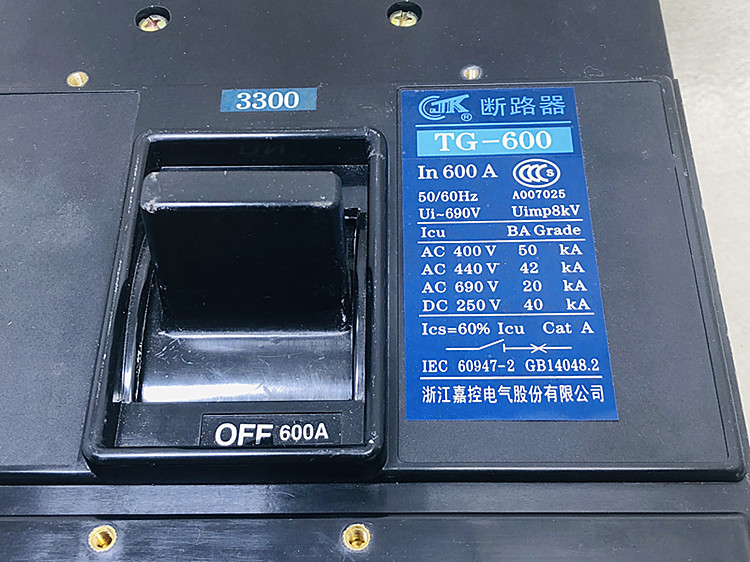 3300
CJTK® 断路器
TG-600
In 600 A CCC S
50/60Hz A007025
Ui~690V Uimp8kV
Icu BA Grade
AC 400 V 50 kA
AC 440 V 42 kA
AC 690 V 20 kA
DC 250 V 40 kA
Ics=60% Icu Cat A
IEC 60947-2 GB14048.2
浙江嘉控电气股份有限公司
OFF 600A